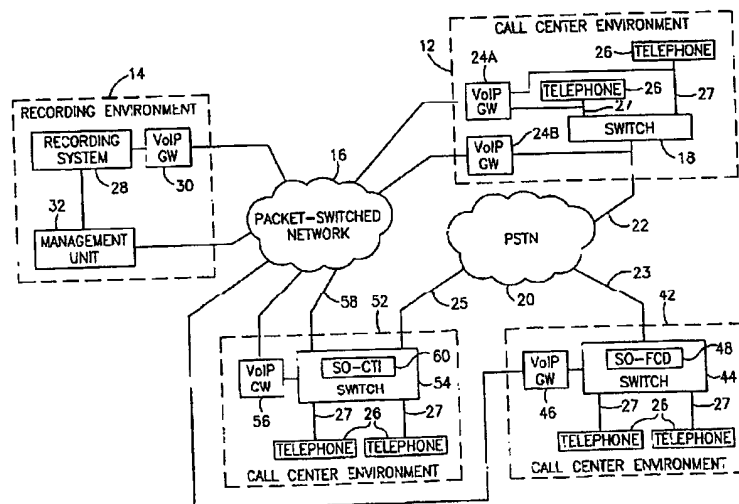 14
RECORDING ENVIRONMENT
RECORDING
SYSTEM
28
VoIP
GW
30
32
MANAGEMENT
UNIT
16
PACKET-SWITCHED
NETWORK
12
CALL CENTER ENVIRONMENT
24A
VoIP
GW
26
TELEPHONE
TELEPHONE
26
27
27
24B
VoIP
GW
SWITCH
18
22
PSTN
20
23
25
58
52
VoIP
GW
56
SO-CTI
60
SWITCH
54
27
26
27
TELEPHONE
TELEPHONE
CALL CENTER ENVIRONMENT
42
VoIP
GW
46
SO-FCD
48
SWITCH
44
27
26
27
TELEPHONE
TELEPHONE
CALL CENTER ENVIRONMENT